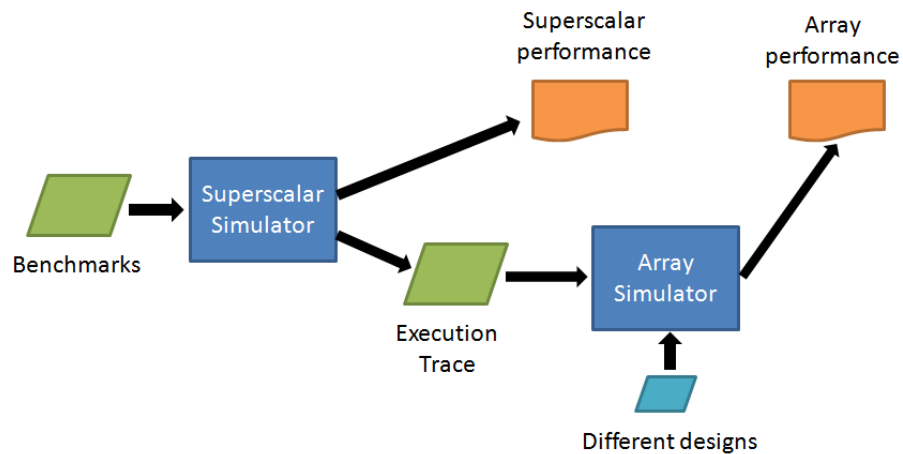 Superscalar
performance
Array
performance
Superscalar
Simulator
Benchmarks
Array
Simulator
Execution
Trace
Different designs